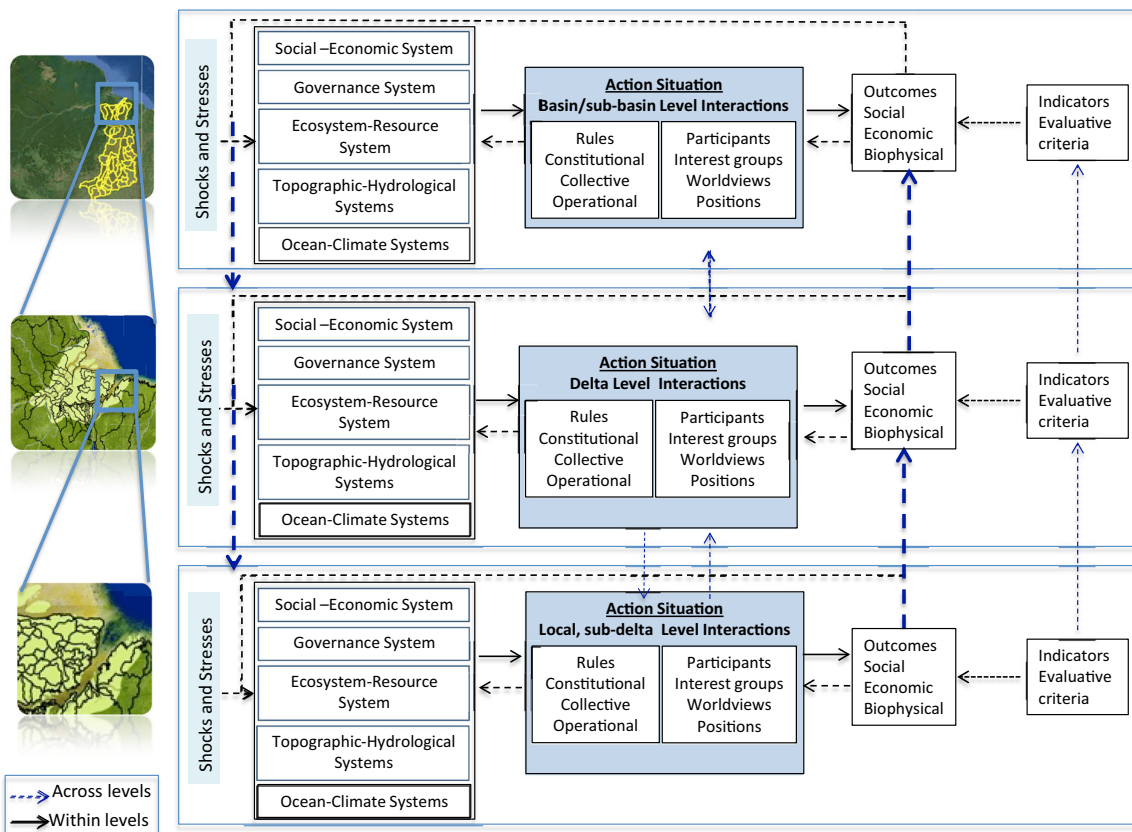 Shocks and Stresses
Social –Economic System
Governance System
Ecosystem-Resource
System
Topographic-Hydrological
Systems
Ocean-Climate Systems
Action Situation
Basin/sub-basin Level Interactions
Rules
Constitutional
Collective
Operational
Participants
Interest groups
Worldviews
Positions
Outcomes
Social
Economic
Biophysical
Indicators
Evaluative
criteria
Shocks and Stresses
Social –Economic System
Governance System
Ecosystem-Resource
System
Topographic-Hydrological
Systems
Ocean-Climate Systems
Action Situation
Delta Level Interactions
Rules
Constitutional
Collective
Operational
Participants
Interest groups
Worldviews
Positions
Outcomes
Social
Economic
Biophysical
Indicators
Evaluative
criteria
Shocks and Stresses
Social –Economic System
Governance System
Ecosystem-Resource
System
Topographic-Hydrological
Systems
Ocean-Climate Systems
Action Situation
Local, sub-delta Level Interactions
Rules
Constitutional
Collective
Operational
Participants
Interest groups
Worldviews
Positions
Outcomes
Social
Economic
Biophysical
Indicators
Evaluative
criteria
Across levels
Within levels